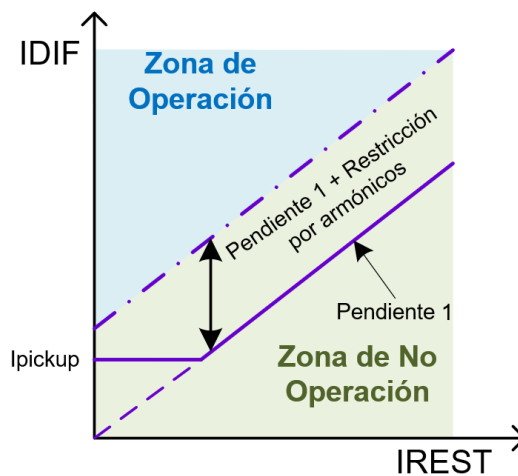 IDIF
Zona de
Operación
Pendiente 1 + Restricción
por armónicos
Pendiente 1
Ipickup
Zona de No
Operación
IREST